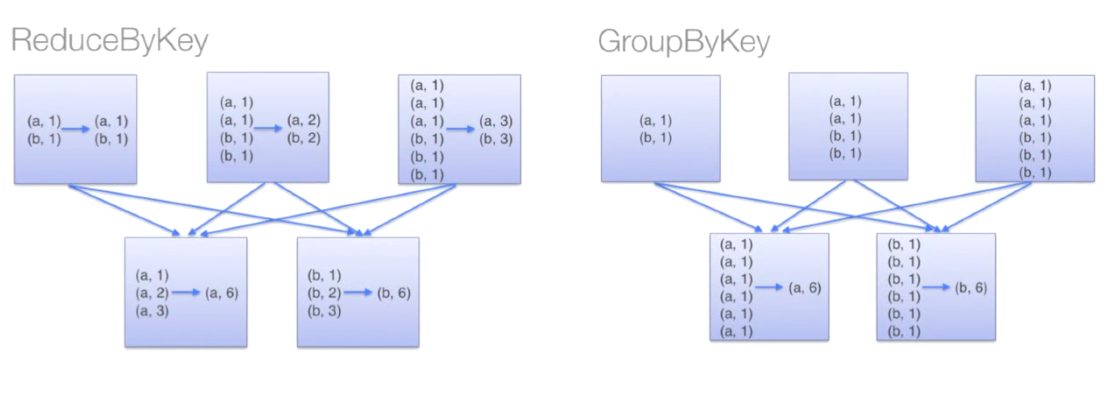 ReduceByKey
(a, 1) (a, 1)
(b, 1) (b, 1)
(a, 1)
(a, 1) (a, 2)
(b, 1) (b, 2)
(b, 1)
(a, 1)
(a, 1)
(a, 1) (a, 3)
(b, 1) (b, 3)
(b, 1)
(b, 1)
(a, 1)
(a, 2) (a, 6)
(a, 3)
(b, 1)
(b, 2) (b, 6)
(b, 3)
GroupByKey
(a, 1)
(b, 1)
(a, 1)
(a, 1)
(b, 1)
(b, 1)
(a, 1)
(a, 1)
(a, 1)
(b, 1)
(b, 1)
(b, 1)
(a, 1)
(a, 1)
(a, 1)
(a, 1)
(a, 1)
(a, 1)
(a, 6)
(b, 1)
(b, 1)
(b, 1)
(b, 1)
(b, 1)
(b, 1)
(b, 6)